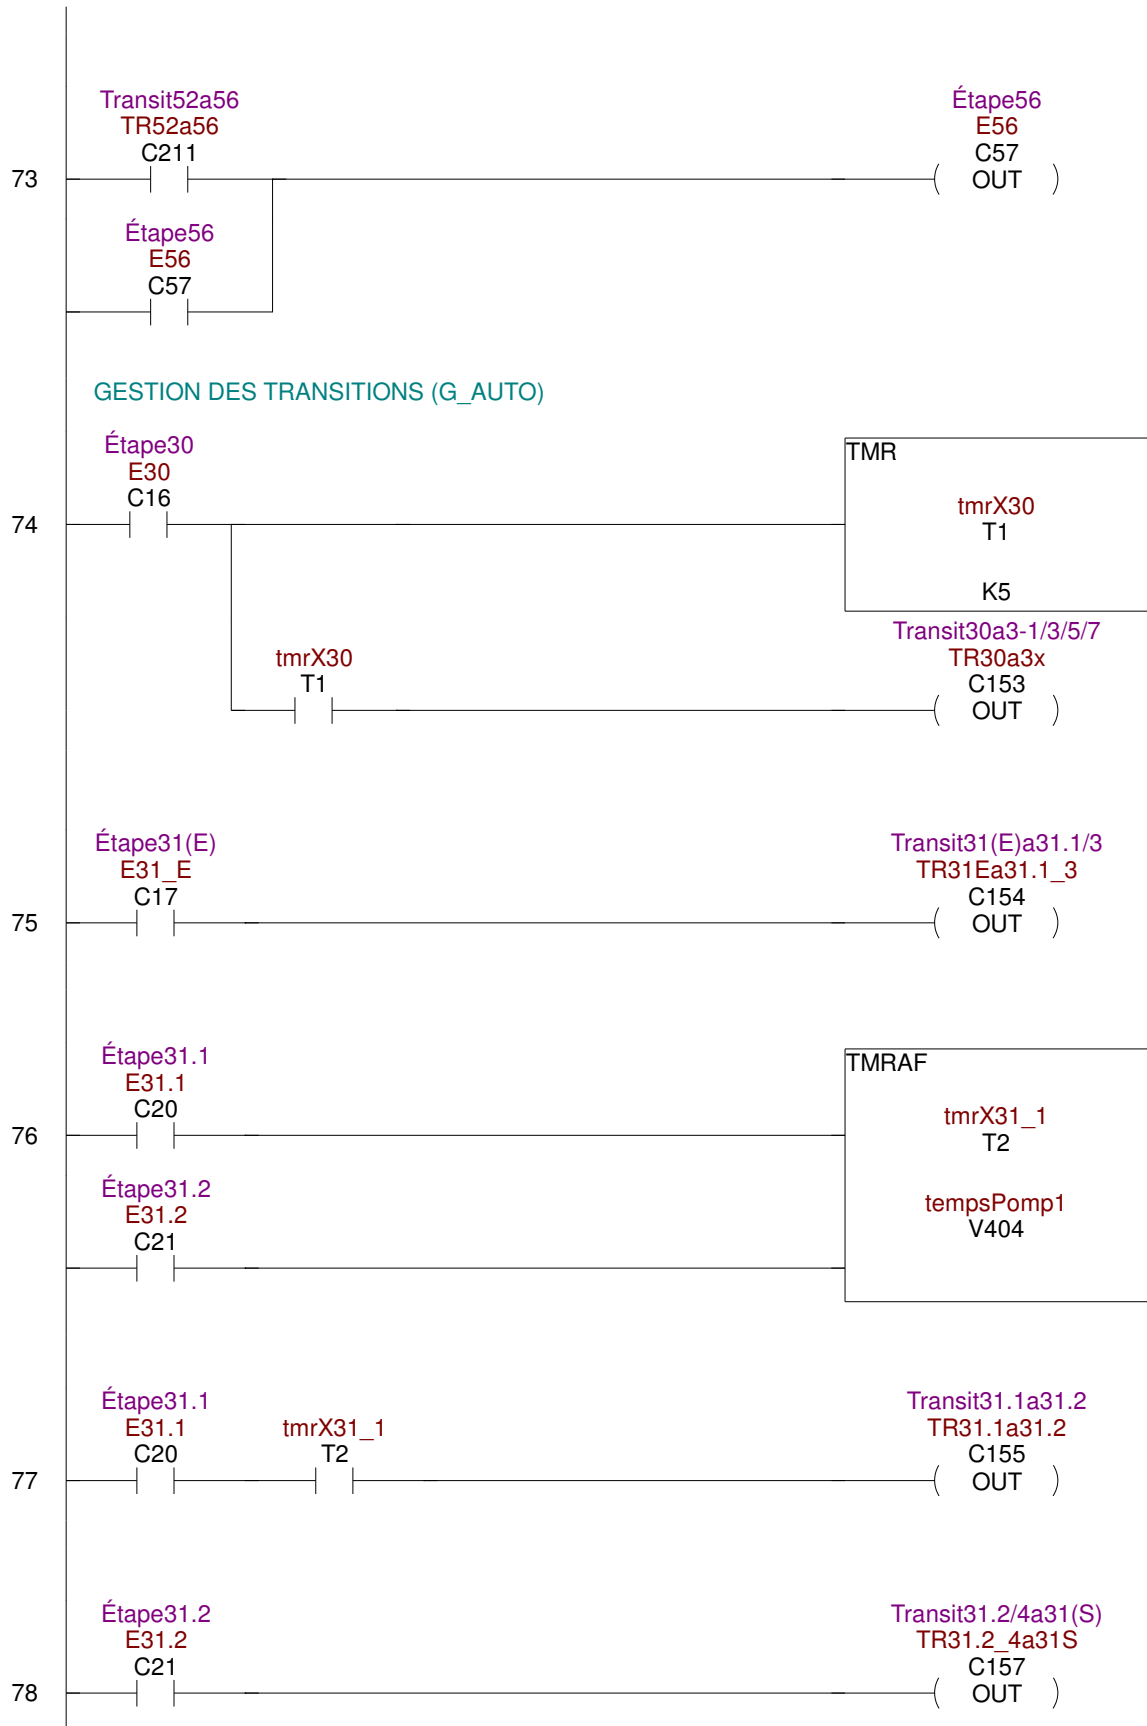 Transit52a56
TR52a56
C211
Étape56
E56
C57
73
OUT
Étape56
E56
C57
GESTION DES TRANSITIONS (G_AUTO)
Étape30
E30
C16
74
TMR
tmrX30
T1
K5
tmrX30
T1
Transit30a3-1/3/5/7
TR30a3x
C153
OUT
Étape31(E)
E31_E
C17
75
Transit31(E)a31.1/3
TR31Ea31.1_3
C154
OUT
Étape31.1
E31.1
C20
76
TMRAF
tmrX31_1
T2
tempsPomp1
V404
Étape31.2
E31.2
C21
Étape31.1
E31.1
C20
tmrX31_1
T2
77
Transit31.1a31.2
TR31.1a31.2
C155
OUT
Étape31.2
E31.2
C21
78
Transit31.2/4a31(S)
TR31.2_4a31S
C157
OUT